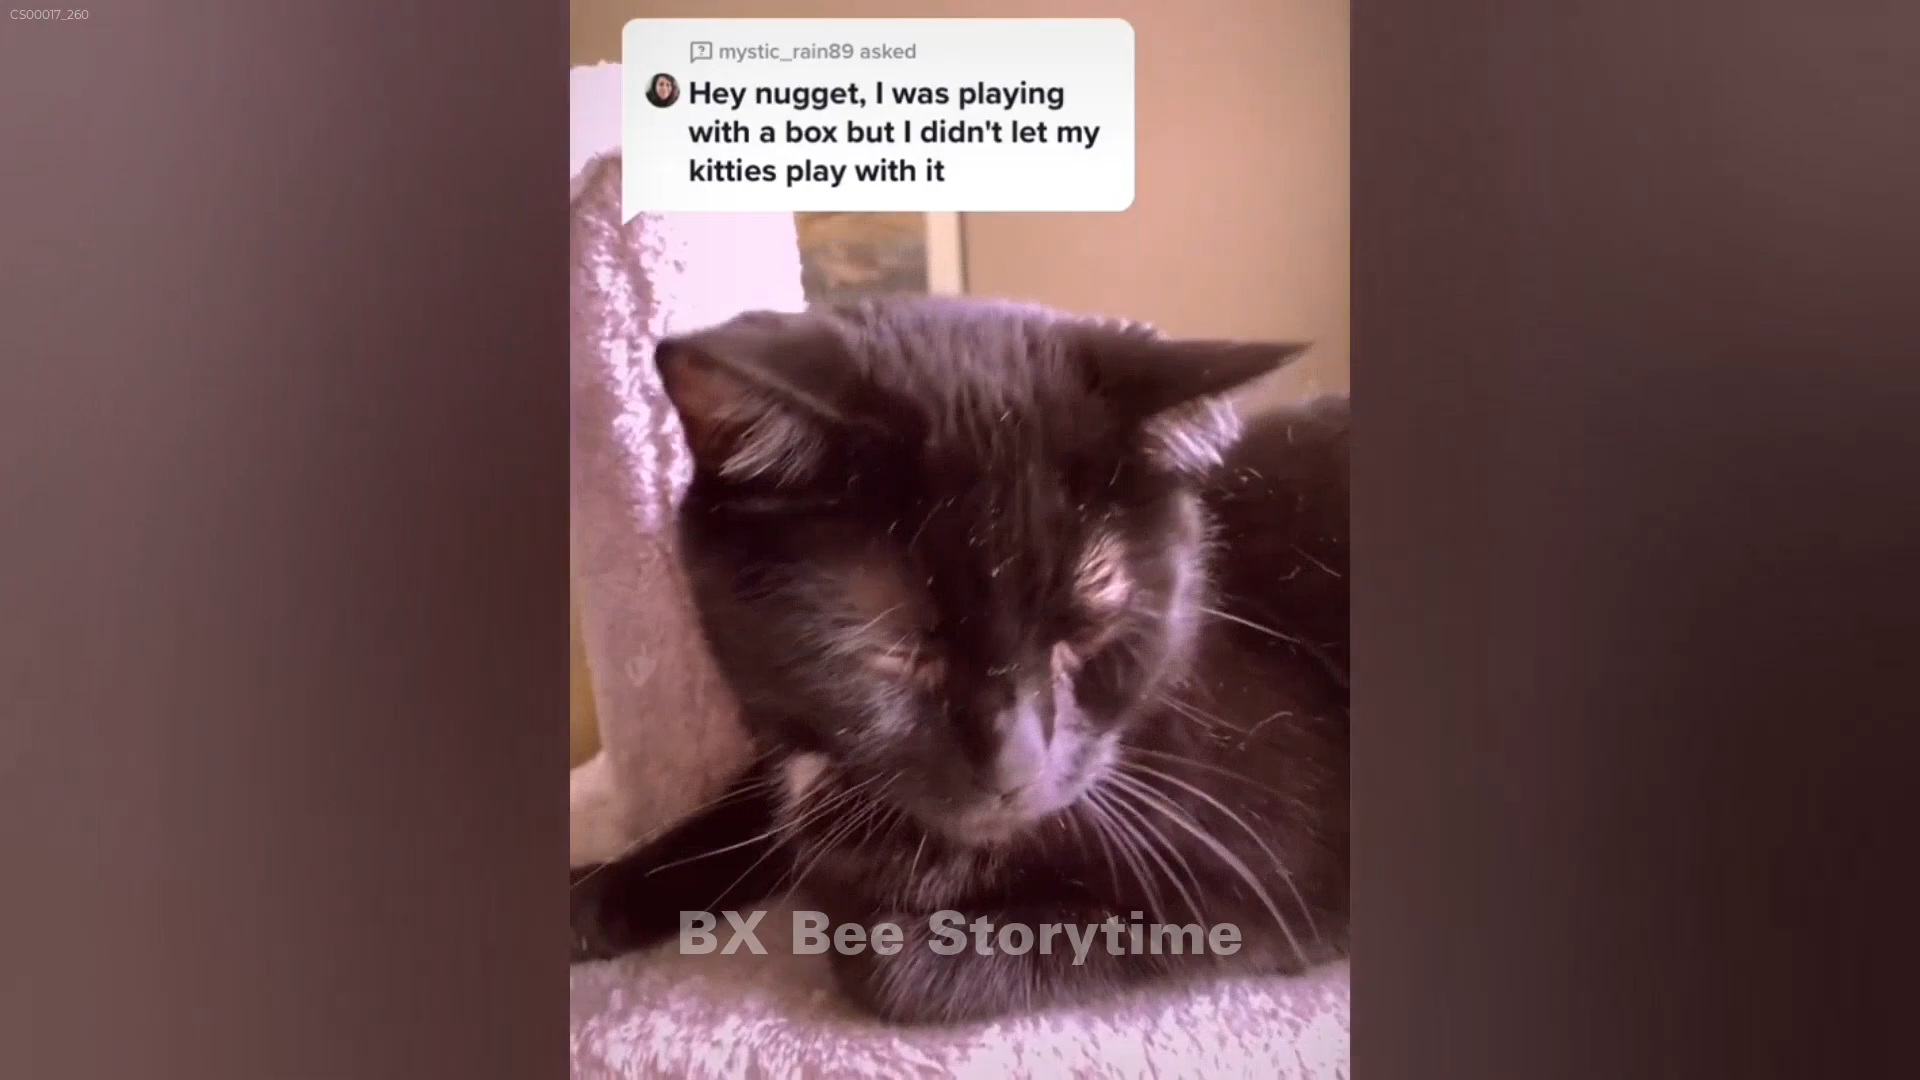 CS00017_260
mystic_rain89 asked
Hey nugget, I was playing
with a box but I didn't let my
kitties play with it
BX Bee Storytime